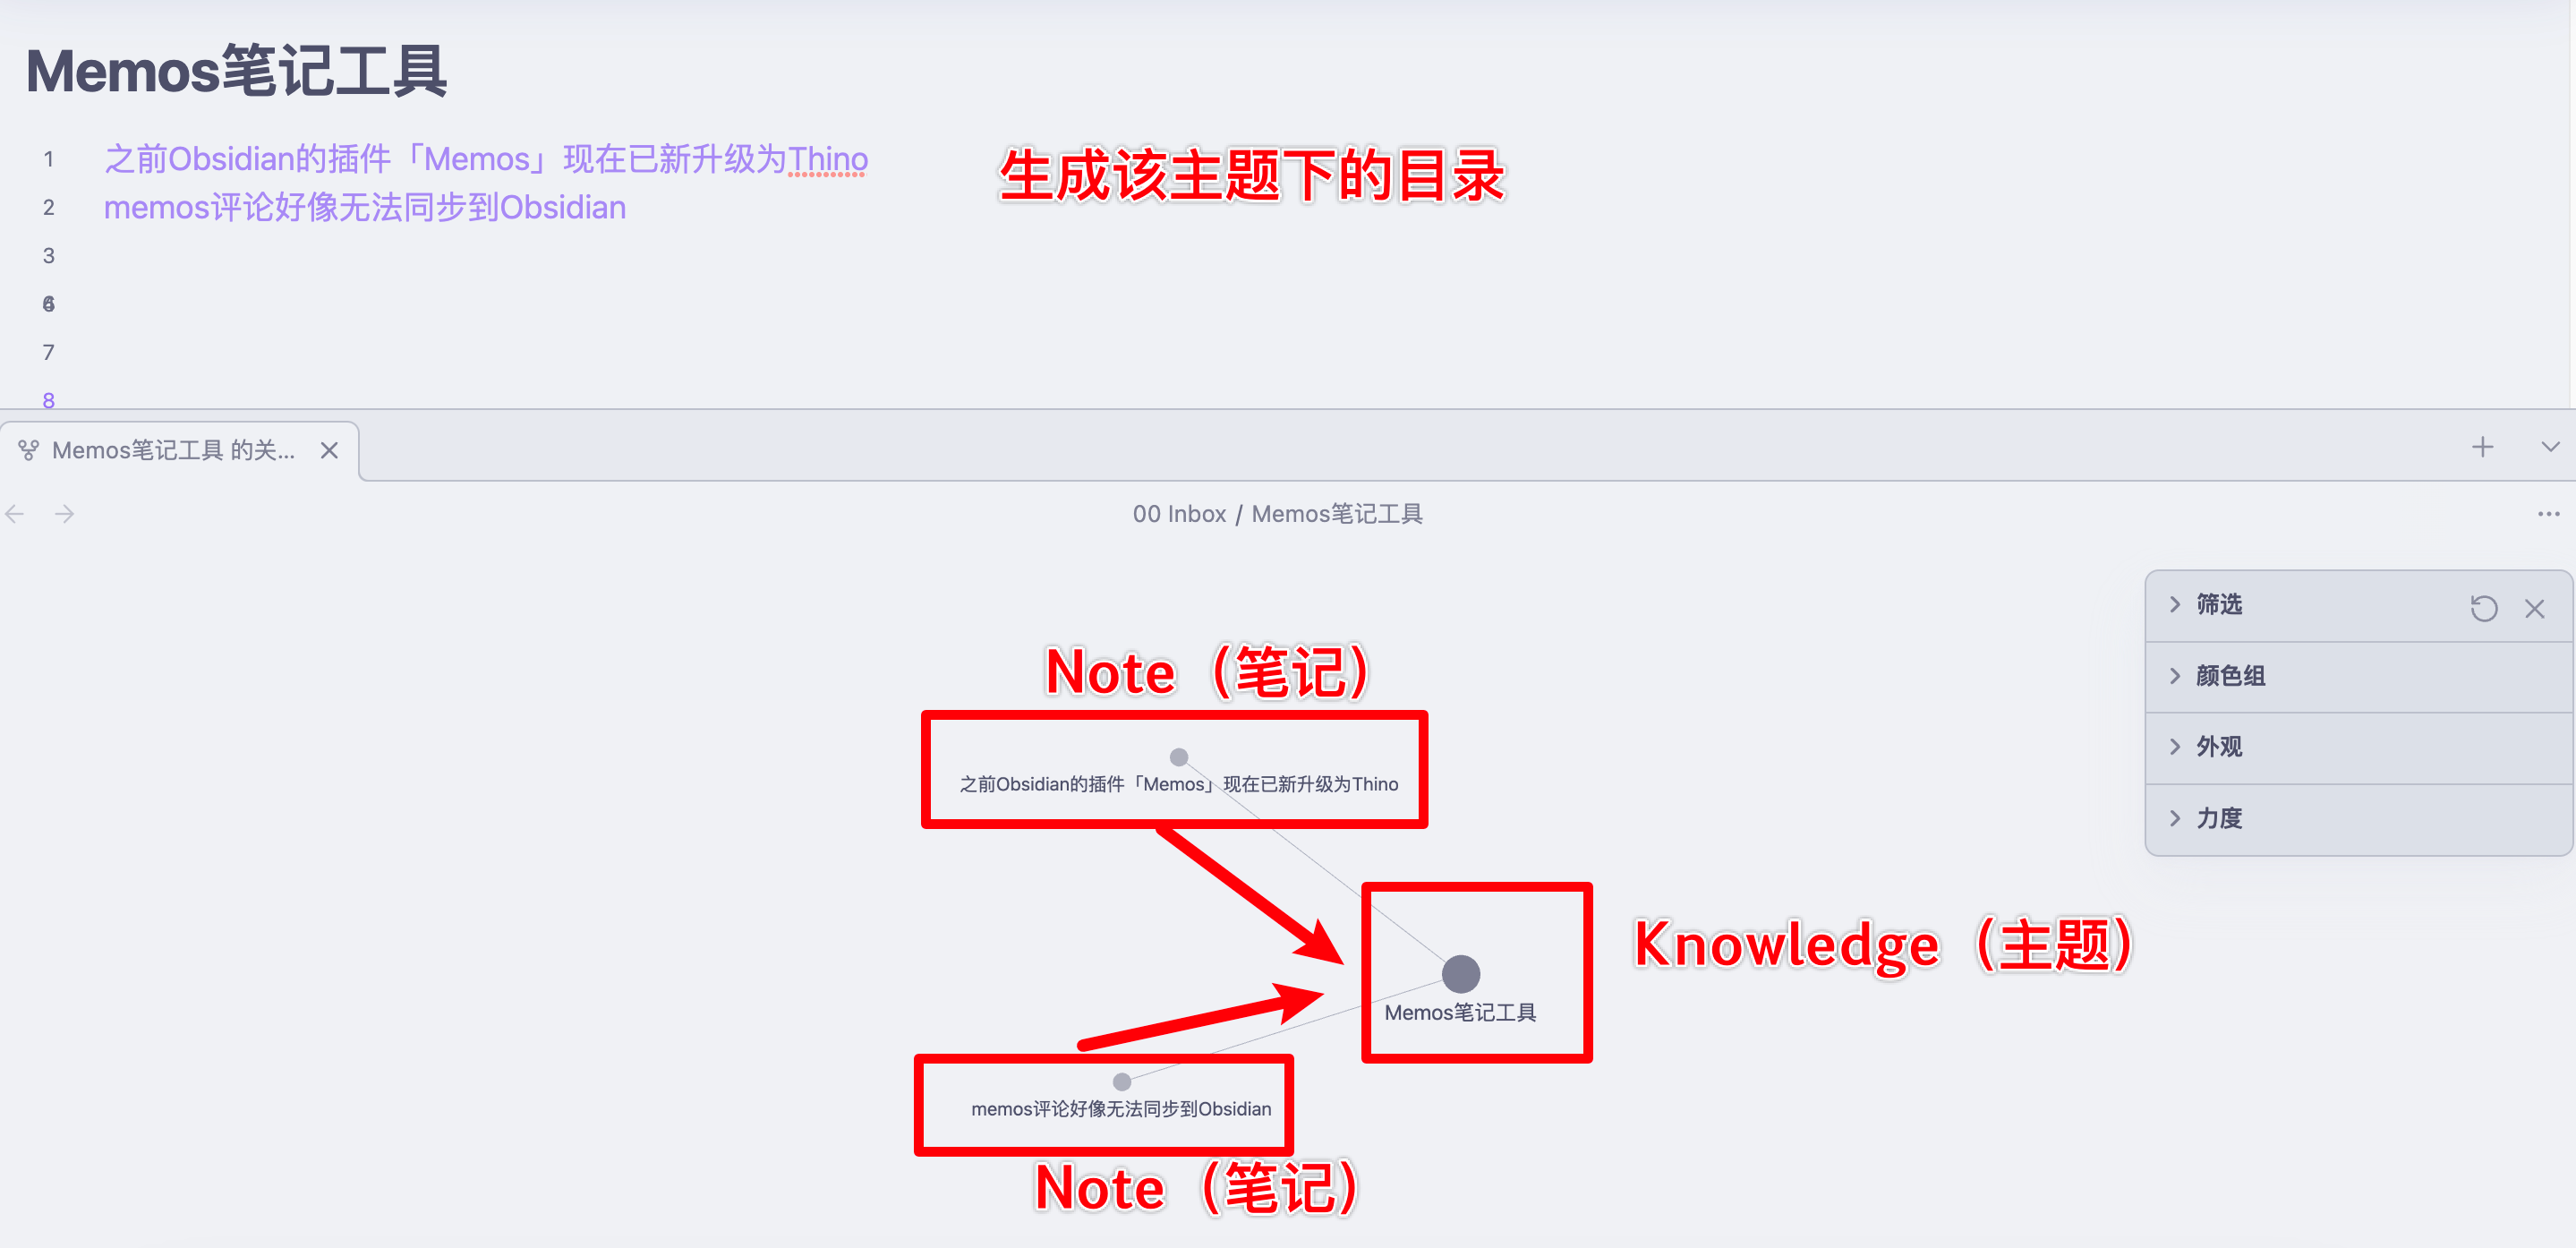 Memos笔记工具
1 之前Obsidian的插件「Memos」现在已新升级为Thino
生成该主题下的目录
2 memos评论好像无法同步到Obsidian
3
7
8
Memos笔记工具 的关...
00 Inbox / Memos笔记工具
筛选
颜色组
外观
力度
Note（笔记）
之前Obsidian的插件「Memos」现在已新升级为Thino
Knowledge（主题）
Memos笔记工具
memos评论好像无法同步到Obsidian
Note（笔记）